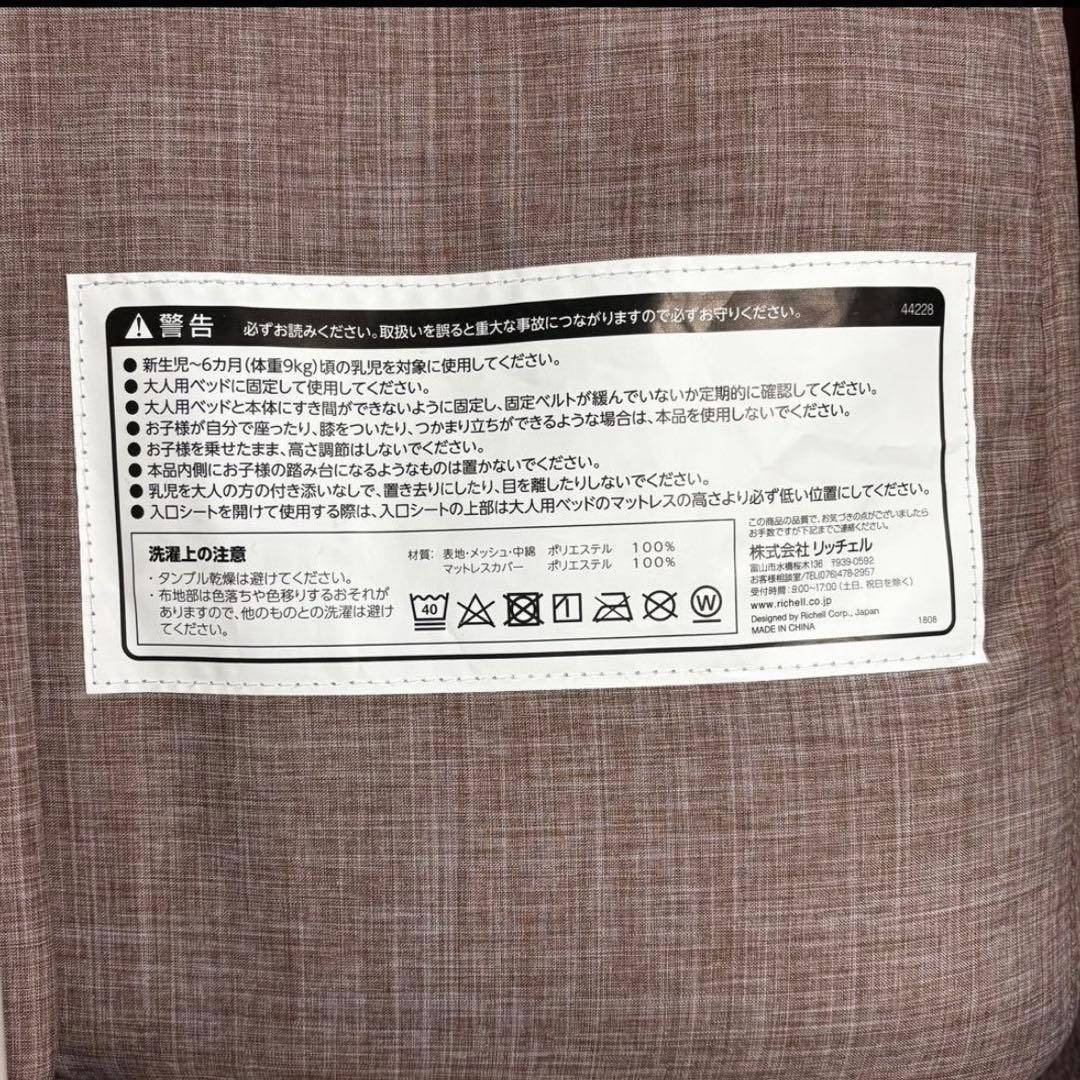 警告 必ずお読みください。取扱いを誤ると重大な事故につながりますので必ずお守りください。 44228
● 新生児～6カ月(体重9kg)頃の乳児を対象に使用してください。
● 大人用ベッドに固定して使用してください。
● 大人用ベッドと本体にすき間ができないように固定し、固定ベルトが緩んでいないか定期的に確認してください。
● お子様が自分で座ったり、膝をついたり、つかまり立ちができるような場合は、本品を使用しないでください。
● お子様を乗せたまま、高さ調節はしないでください。
● 本品内側にお子様の踏み台になるようなものは置かないでください。
● 乳児を大人の方の付き添いなしで、置き去りにしたり、目を離したりしないでください。
● 入口シートを開けて使用する際は、入口シートの上部は大人用ベッドのマットレスの高さより必ず低い位置にしてください。
洗濯上の注意
・タンブル乾燥は避けてください。
・布地部は色落ちや色移りするおそれが
ありますので、他のものとの洗濯は避け
てください。
材質: 表地・メッシュ・中綿 ポリエステル 100%
マットレスカバー ポリエステル 100%
40
W
この商品の品質で、お気づきの点がございましたら
お手数ですが下記までご連絡ください。
株式会社 リッチェル
富山市水橋桜木136 〒939-0592
お客様相談室/TEL(076)478-2957
受付時間:9:00～17:00(土日、祝日を除く)
www.richell.co.jp
Designed by Richell Corp., Japan
MADE IN CHINA
1808